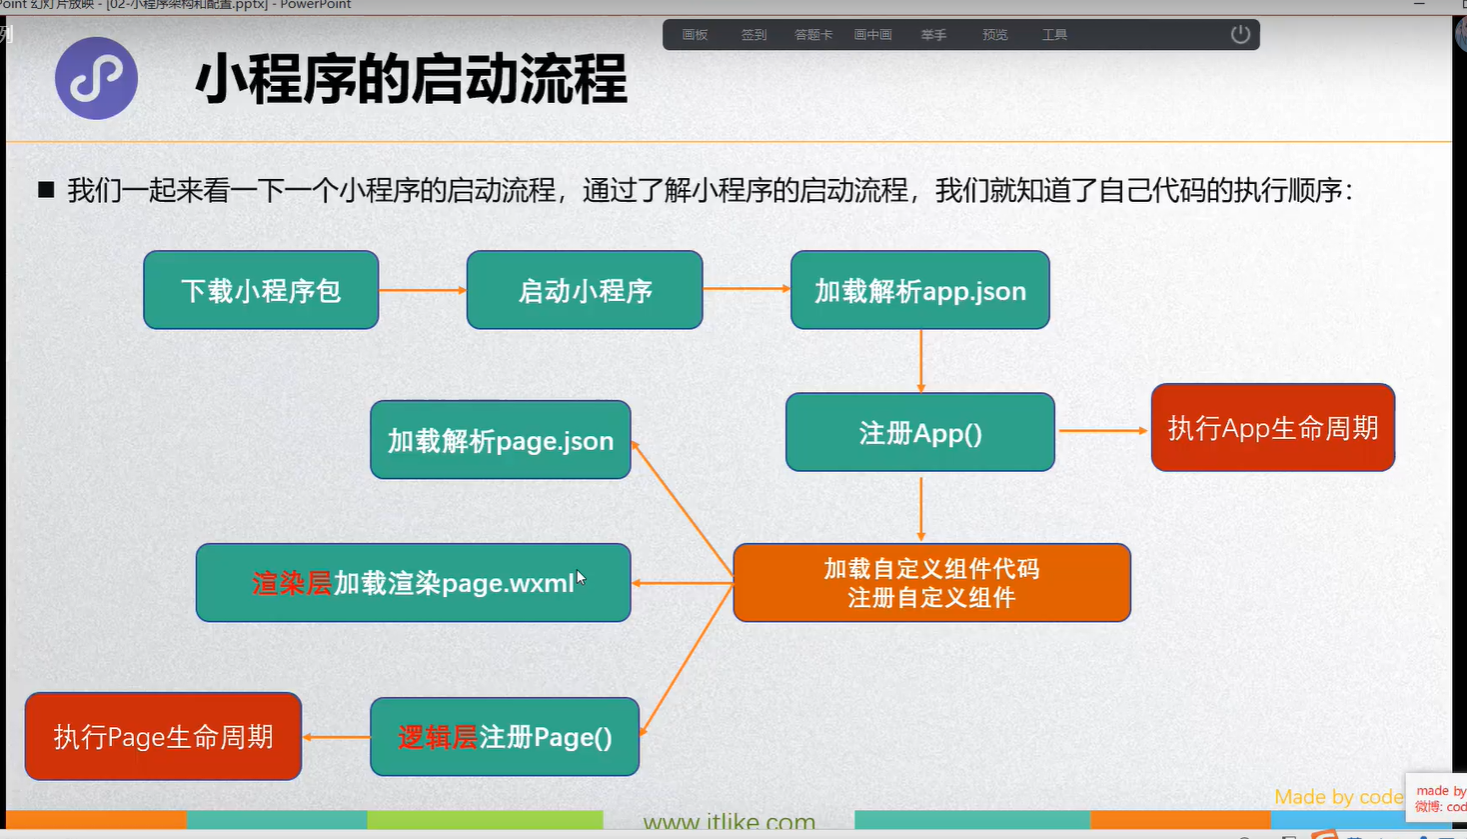 Point 幻灯片放映 - [02-小程序架构和配置.pptx] - PowerPoint
列
画板 签到 答题卡 画中画 举手 预览 工具
小程序的启动流程
我们一起来看一下一个小程序的启动流程，通过了解小程序的启动流程，我们就知道了自己代码的执行顺序：
下载小程序包
启动小程序
加载解析app.json
注册App()
执行App生命周期
加载解析page.json
加载自定义组件代码
注册自定义组件
渲染层加载渲染page.wxml
逻辑层注册Page()
执行Page生命周期
Made by code
made by
微博: cod
www.itlike.com